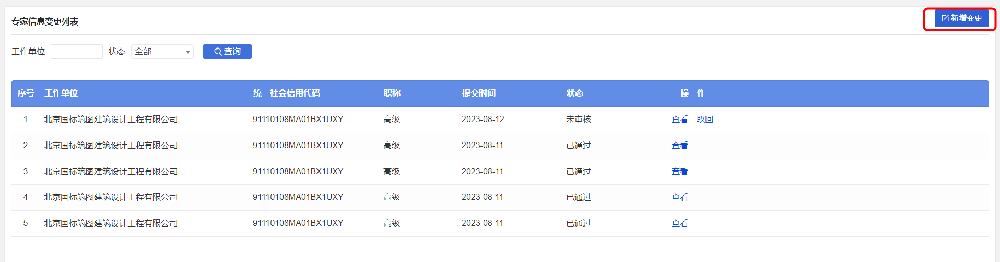 专家信息变更列表
新增变更
工作单位: 状态: 全部 查询
序号 工作单位 统一社会信用代码 职称 提交时间 状态 操 作
1 北京国标筑图建筑设计工程有限公司 91110108MA01BX1UXY 高级 2023-08-12 未审核 查看 取回
2 北京国标筑图建筑设计工程有限公司 91110108MA01BX1UXY 高级 2023-08-11 已通过 查看
3 北京国标筑图建筑设计工程有限公司 91110108MA01BX1UXY 高级 2023-08-11 已通过 查看
4 北京国标筑图建筑设计工程有限公司 91110108MA01BX1UXY 高级 2023-08-11 已通过 查看
5 北京国标筑图建筑设计工程有限公司 91110108MA01BX1UXY 高级 2023-08-11 已通过 查看